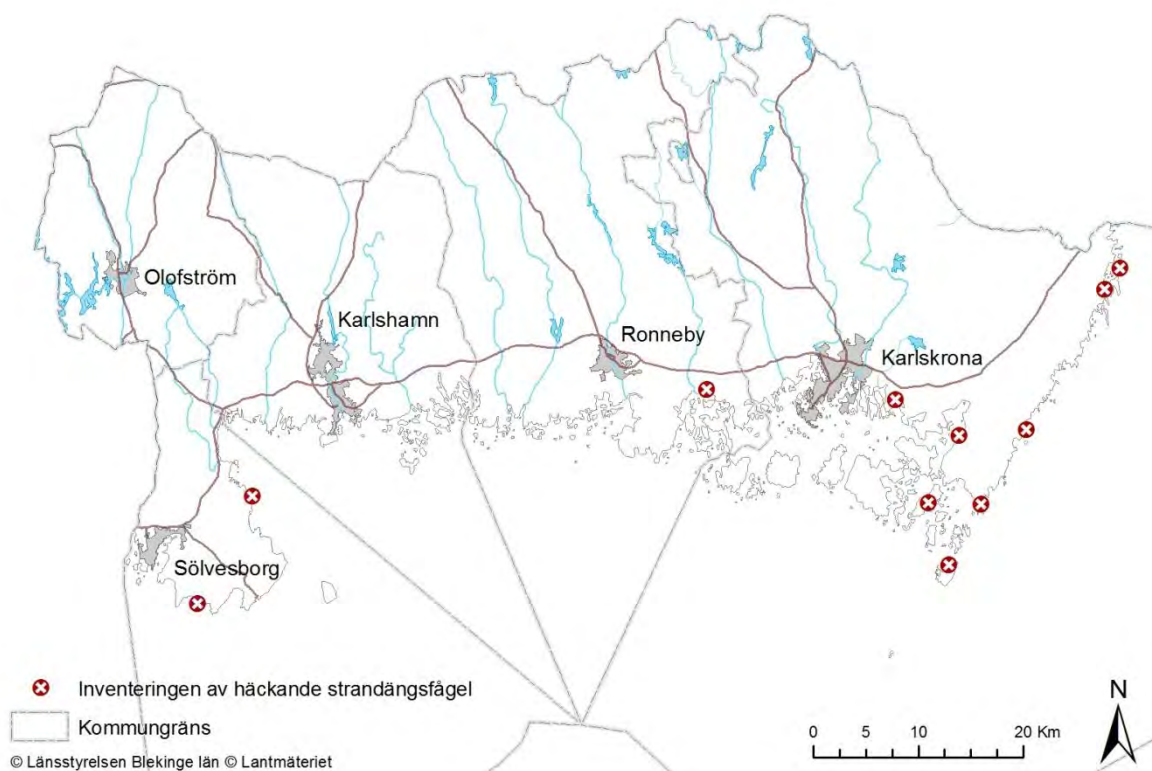 Olofström
Karlshamn
Ronneby
Karlskrona
Sölvesborg
Inventeringen av häckande strandängsfågel
Kommungräns
© Länsstyrelsen Blekinge län © Lantmäteriet
0 5 10 20 Km
N